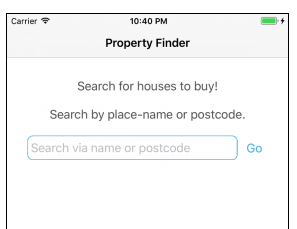 Carrier 10:40 PM
Property Finder
Search for houses to buy!
Search by place-name or postcode.
Search via name or postcode Go